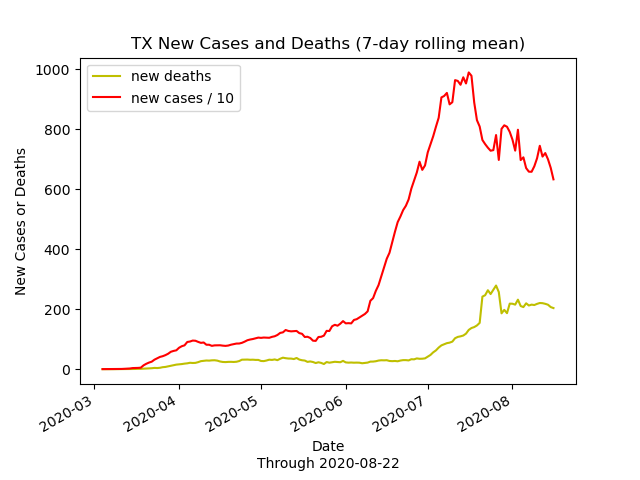 TX New Cases and Deaths (7-day rolling mean)
new deaths
new cases / 10
New Cases or Deaths
1000
800
600
400
200
0
2020-03
2020-04
2020-05
2020-06
2020-07
2020-08
Date
Through 2020-08-22